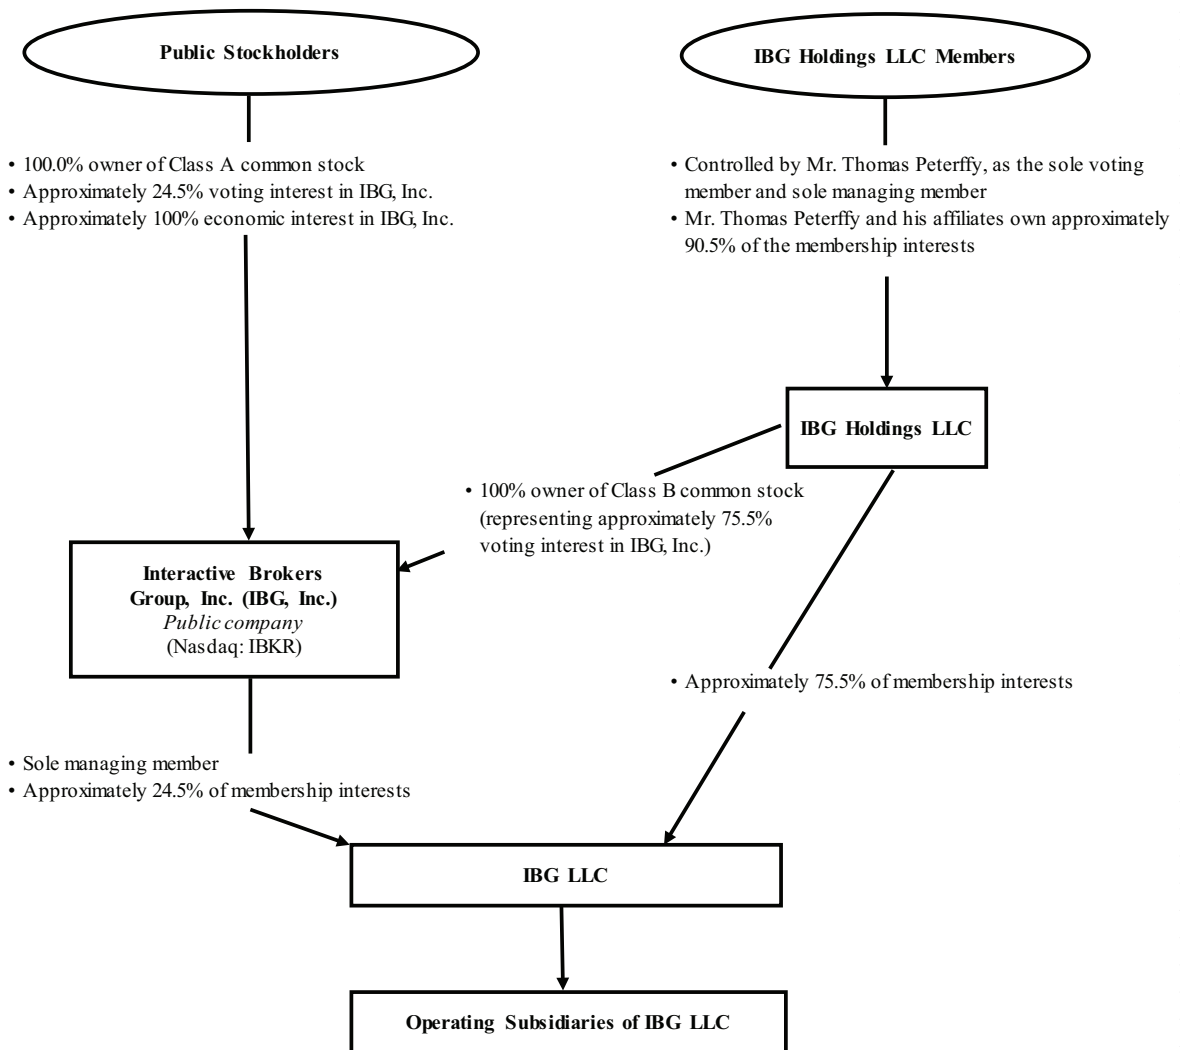 Public Stockholders
IBG Holdings LLC Members
• 100.0% owner of Class A common stock
• Approximately 24.5% voting interest in IBG, Inc.
• Approximately 100% economic interest in IBG, Inc.
• Controlled by Mr. Thomas Peterffy, as the sole voting
member and sole managing member
• Mr. Thomas Peterffy and his affiliates own approximately
90.5% of the membership interests
IBG Holdings LLC
• 100% owner of Class B common stock
(representing approximately 75.5%
voting interest in IBG, Inc.)
Interactive Brokers
Group, Inc. (IBG, Inc.)
Public company
(Nasdaq: IBKR)
• Approximately 75.5% of membership interests
• Sole managing member
• Approximately 24.5% of membership interests
IBG LLC
Operating Subsidiaries of IBG LLC